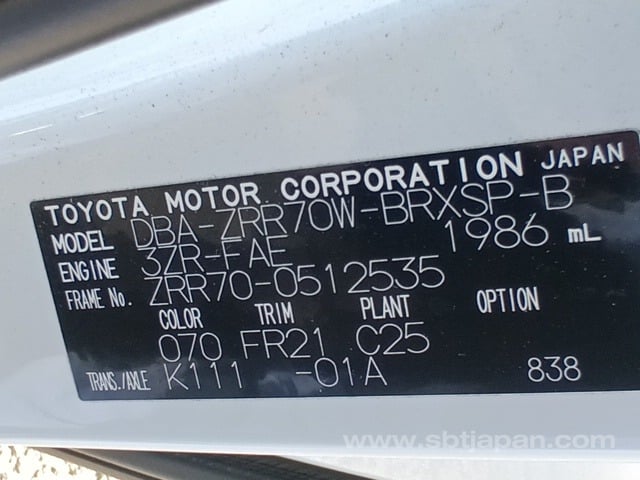 TOYOTA MOTOR CORPORATION JAPAN
MODEL DBA-ZRR70W-BRXSP-B
ENGINE 3ZR-FAE 1986 mL
FRAME No. ZRR70-0512535
COLOR TRIM PLANT OPTION
070 FR21 C25
TRANS./AXLE K111 -01A 838
www.sbtjapan.com